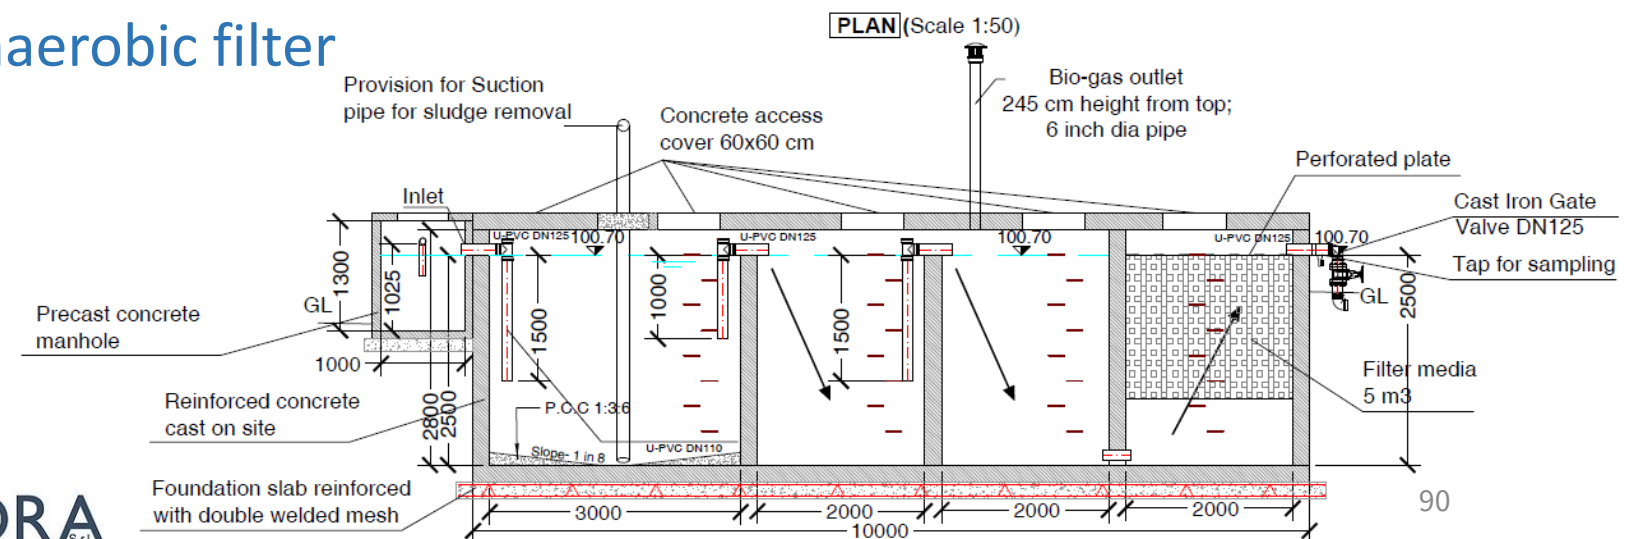 naerobic filter
PLAN (Scale 1:50)
Provision for Suction
pipe for sludge removal
Concrete access
cover 60x60 cm
Bio-gas outlet
245 cm height from top;
6 inch dia pipe
Perforated plate
Cast Iron Gate
Valve DN125
Tap for sampling
Inlet
U-PVC DN125
100.70
U-PVC DN125
100.70
U-PVC DN125
100.70
1300
1025
GL
1500
1000
1500
2500
GL
Precast concrete
manhole
1000
2800
2500
Filter media
5 m3
Reinforced concrete
cast on site
P.C.C 1:3:6
Slope- 1 in 8
U-PVC DN110
Foundation slab reinforced
with double welded mesh
3000
2000
2000
2000
10000
90
ORA
S.r.l